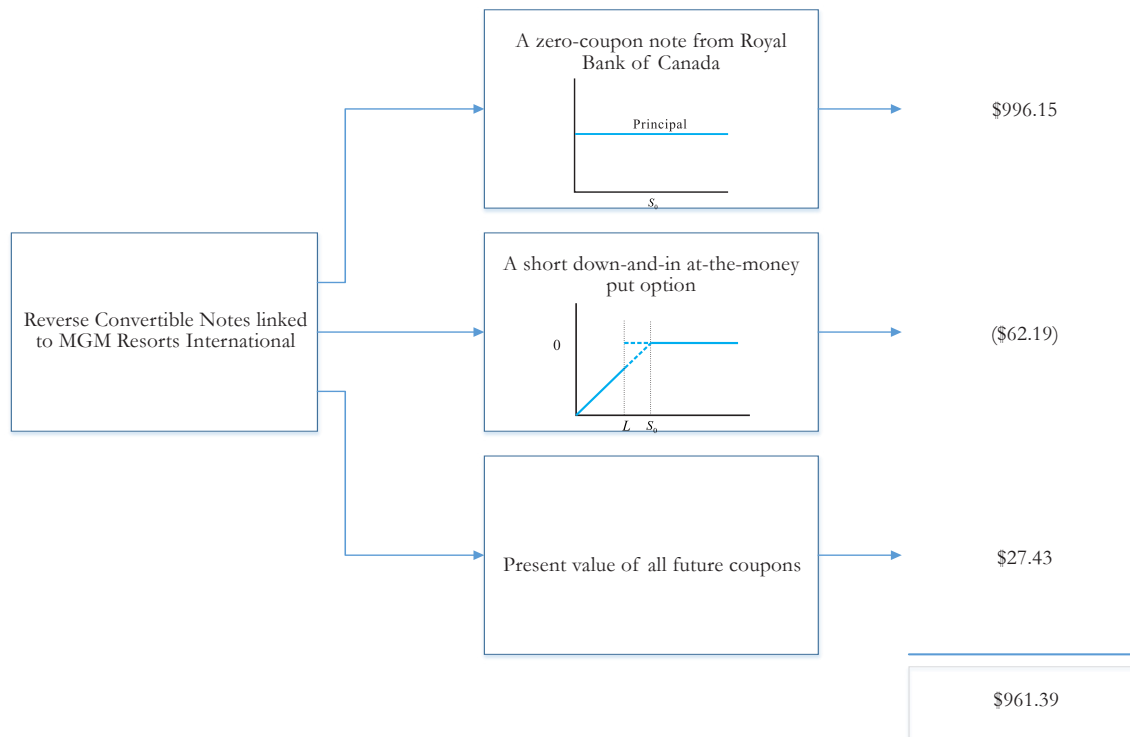 A zero-coupon note from Royal
Bank of Canada
Principal
S₀
$996.15
Reverse Convertible Notes linked
to MGM Resorts International
A short down-and-in at-the-money
put option
0
L S₀
($62.19)
Present value of all future coupons
$27.43
$961.39